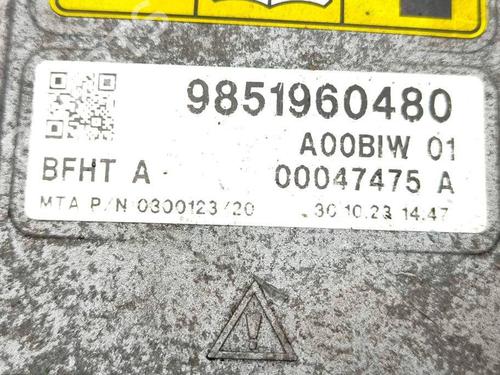 9851960480
A00BIW 01
BFHT A 00047475 A
MTA P/N 0300123/20 30.10.23 14.47